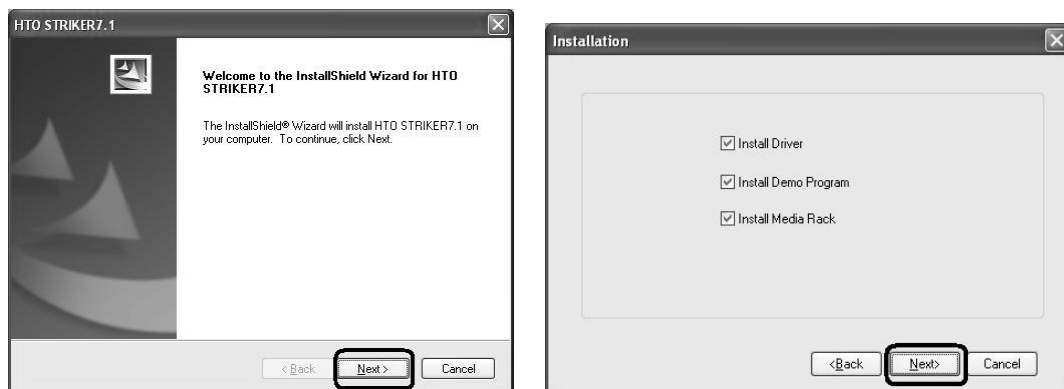 HTO STRIKER7.1
Welcome to the InstallShield Wizard for HTO
STRIKER7.1
The InstallShield® Wizard will install HTO STRIKER7.1 on
your computer. To continue, click Next.
< Back
Next >
Cancel
Installation
Install Driver
Install Demo Program
Install Media Rack
<Back
Next>
Cancel